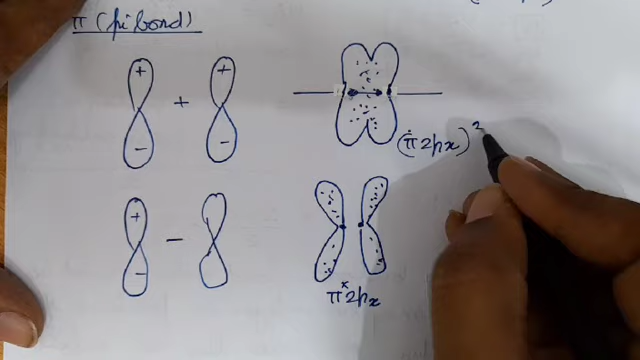 π (pi bond)
+ + +
- -
(π2px)²
+ -
-
π*2px